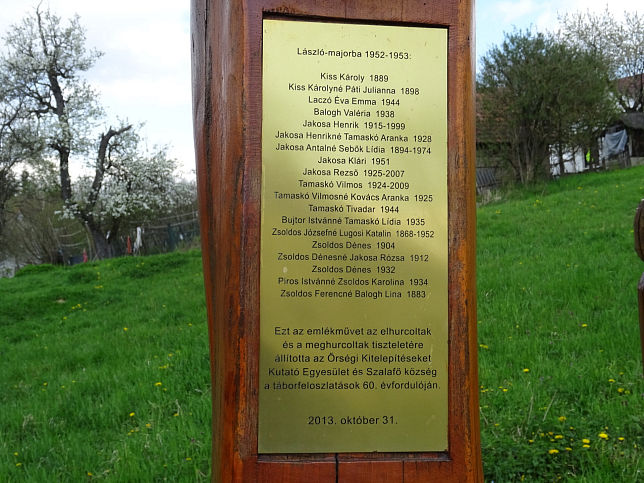 László-majorba 1952-1953:
Kiss Károly 1889
Kiss Károlyné Páti Julianna 1898
Laczó Éva Emma 1944
Balogh Valéria 1938
Jakosa Henrik 1915-1999
Jakosa Henrikné Tamaskó Aranka 1928
Jakosa Antalné Sebők Lídia 1894-1974
Jakosa Klári 1951
Jakosa Rezső 1925-2007
Tamaskó Vilmos 1924-2009
Tamaskó Vilmosné Kovács Aranka 1925
Tamaskó Tivadar 1944
Bujtor Istvánné Tamaskó Lídia 1935
Zsoldos Józsefné Lugosi Katalin 1868-1952
Zsoldos Dénes 1904
Zsoldos Dénesné Jakosa Rózsa 1912
Zsoldos Dénes 1932
Piros Istvánné Zsoldos Karolina 1934
Zsoldos Ferencné Balogh Lina 1883
Ezt az emlékművet az elhurcoltak
és a meghurcoltak tiszteletére
állította az Őrségi Kitelepítéseket
Kutató Egyesület és Szalafő község
a táborfeloszlatások 60. évfordulóján.
2013. október 31.